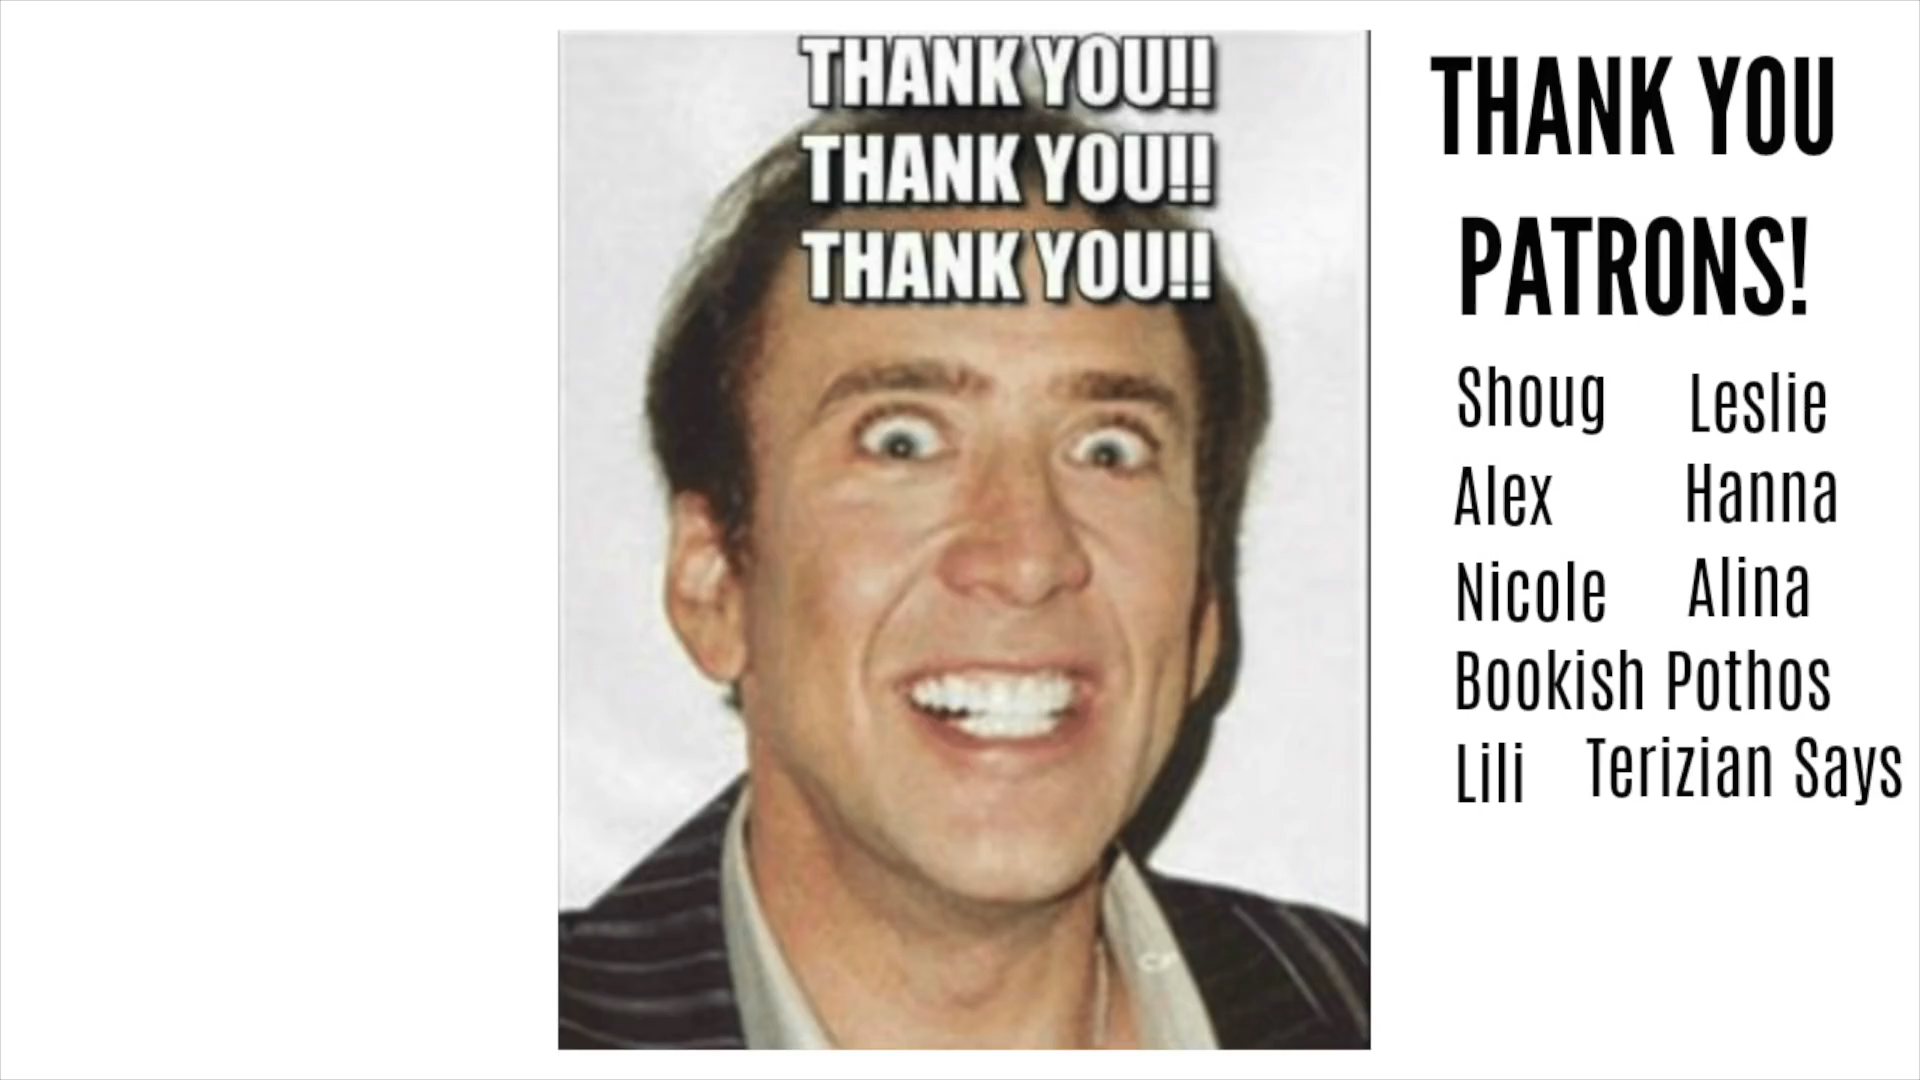 THANK YOU!!
THANK YOU!!
THANK YOU!!
THANK YOU
PATRONS!
Shoug Leslie
Alex Hanna
Nicole Alina
Bookish Pothos
Lili Terizian Says